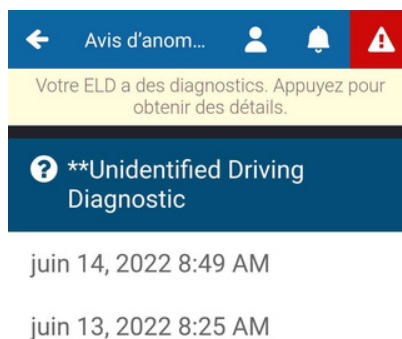 Avis d’anom...
Votre ELD a des diagnostics. Appuyez pour
obtenir des détails.
**Unidentified Driving
Diagnostic
juin 14, 2022 8:49 AM
juin 13, 2022 8:25 AM